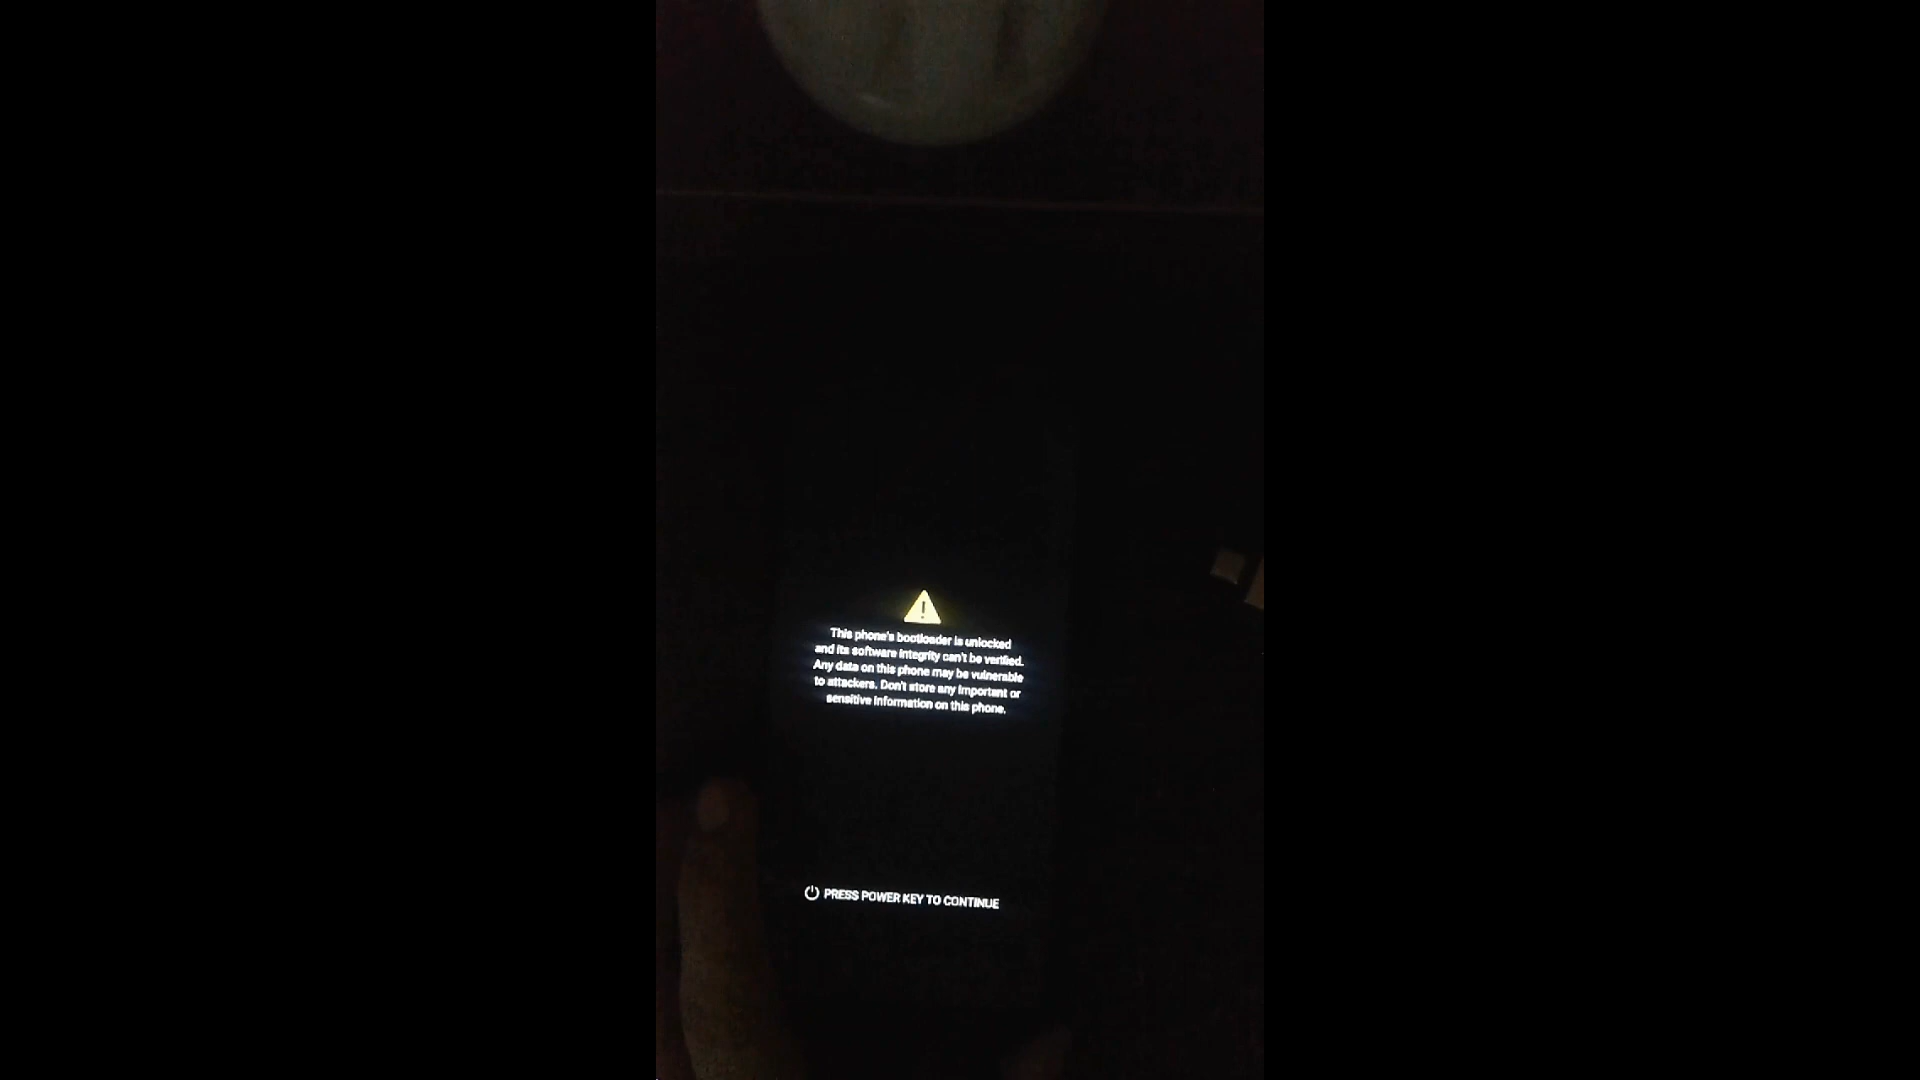 This phone's bootloader is unlocked
and its software integrity can't be verified.
Any data on this phone may be vulnerable
to attackers. Don't store any important or
sensitive information on this phone.
PRESS POWER KEY TO CONTINUE